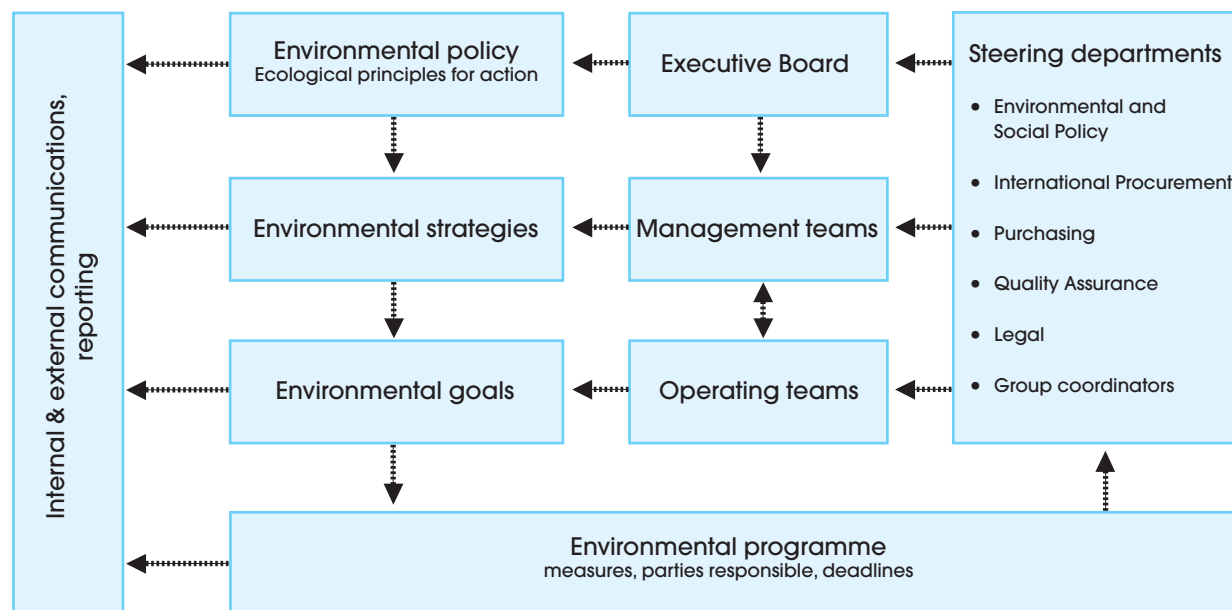 Internal & external communications,
reporting
Environmental policy
Ecological principles for action
Executive Board
Steering departments
• Environmental and
Social Policy
• International Procurement
• Purchasing
• Quality Assurance
• Legal
• Group coordinators
Environmental strategies
Management teams
Environmental goals
Operating teams
Environmental programme
measures, parties responsible, deadlines